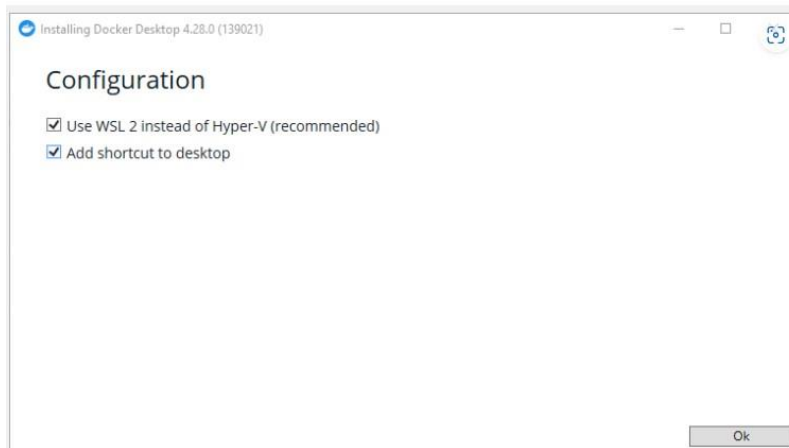 Installing Docker Desktop 4.28.0 (139021)
Configuration
Use WSL 2 instead of Hyper-V (recommended)
Add shortcut to desktop
Ok